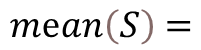 mean(S) =